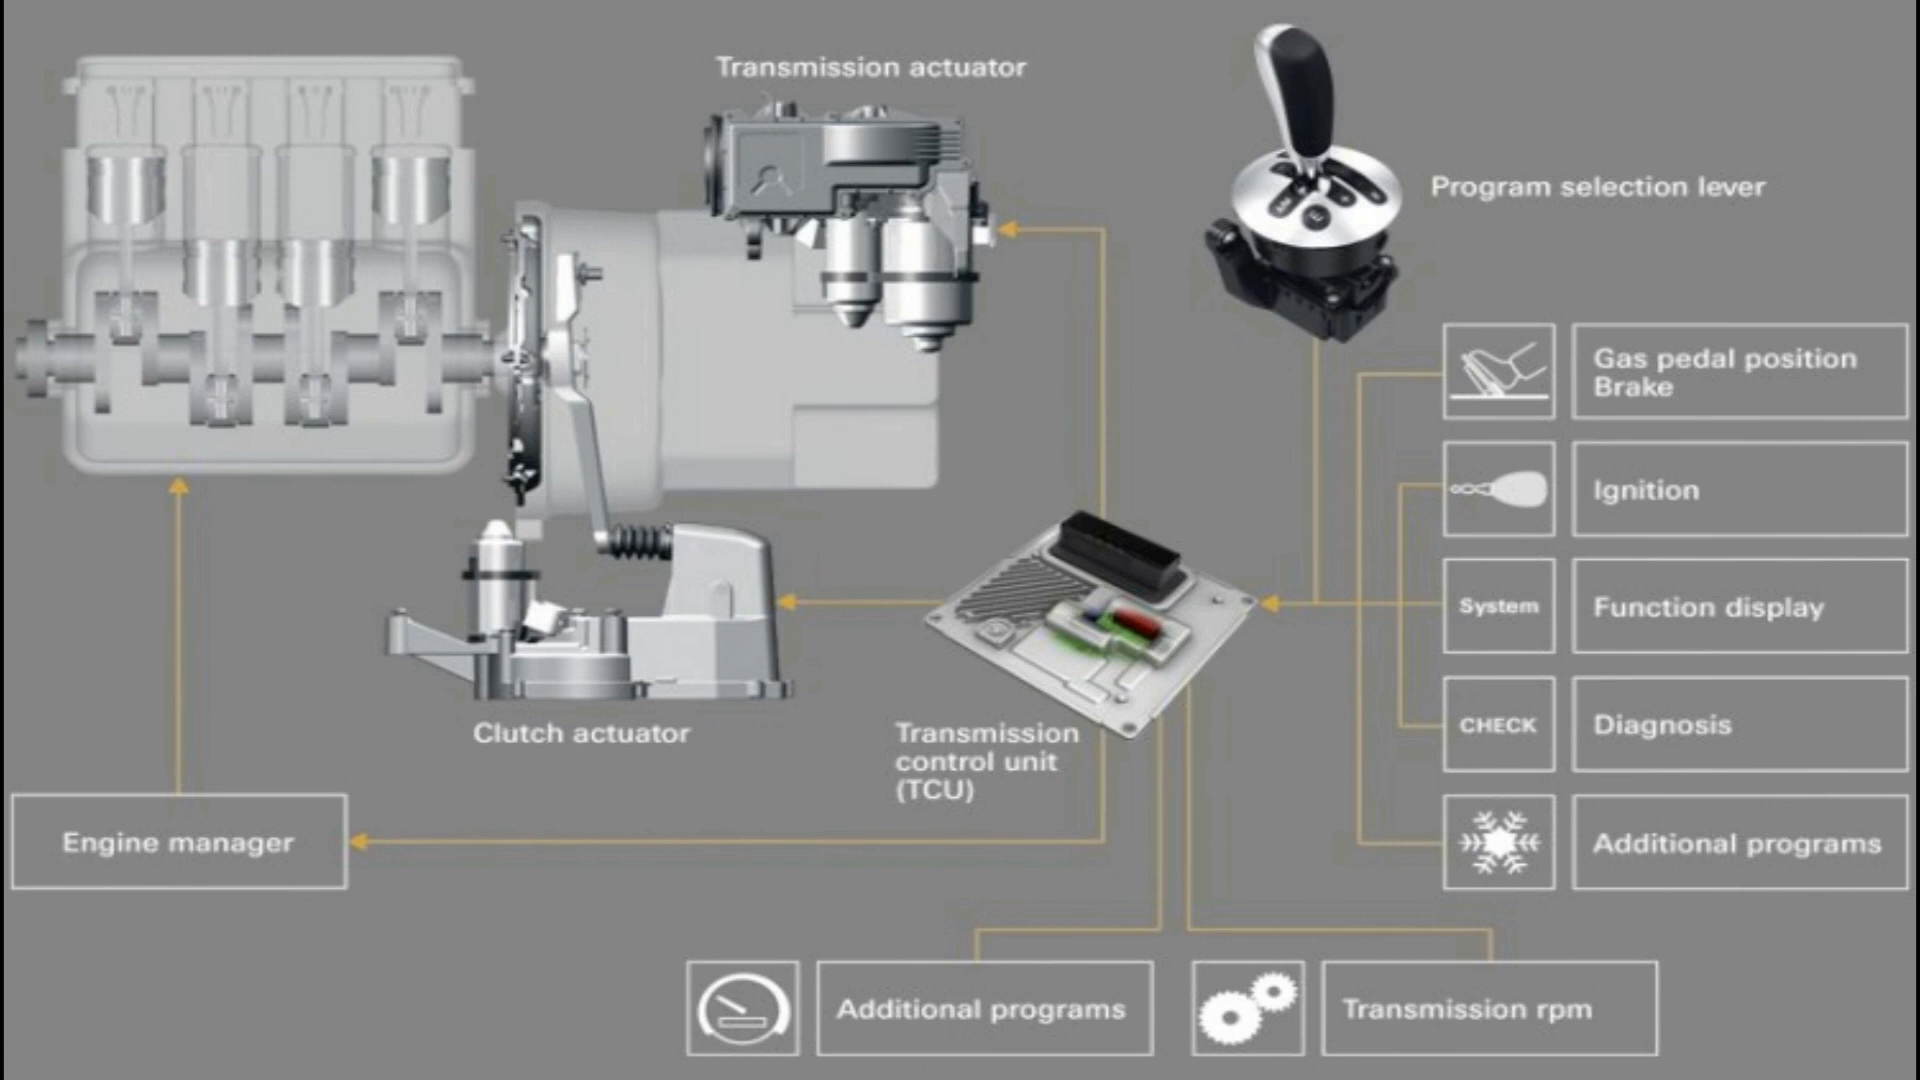 Transmission actuator
Program selection lever
Gas pedal position
Brake
Ignition
System
Function display
CHECK
Diagnosis
Additional programs
Clutch actuator
Transmission
control unit
(TCU)
Engine manager
Additional programs
Transmission rpm